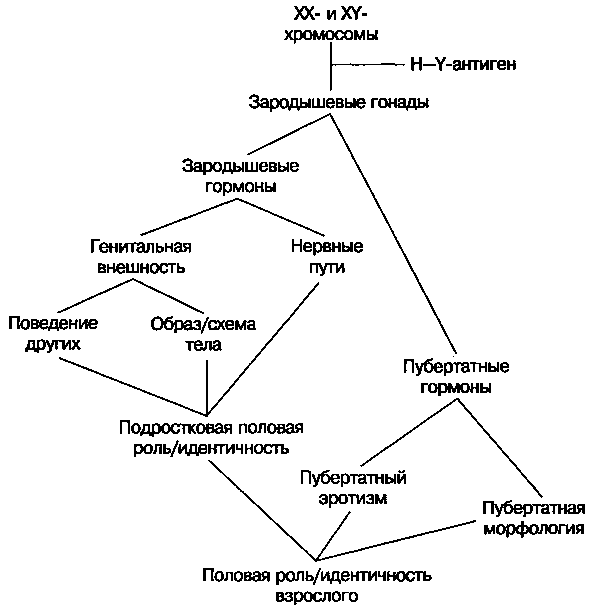 XX- и XY-
хромосомы
H—Y-антиген
Зародышевые гонады
Зародышевые
гормоны
Генитальная
внешность
Нервные
пути
Поведение
других
Образ/схема
тела
Пубертатные
гормоны
Подростковая половая
роль/идентичность
Пубертатный
эротизм
Пубертатная
морфология
Половая роль/идентичность
взрослого